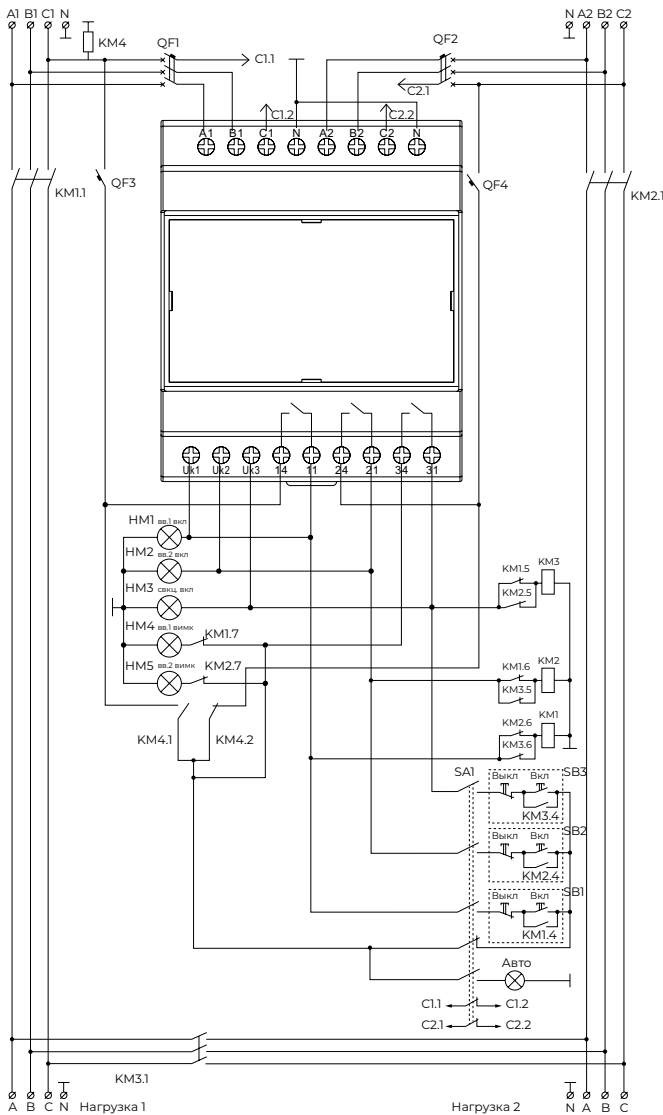 A1 B1 C1 N
N A2 B2 C2
KM4
QF1
QF2
C1.1
C2.1
C1.2
C2.2
A1 B1 C1 N A2 B2 C2 N
KM1.1
QF3
QF4
KM2.1
Uk1 Uk2 Uk3 14 11 24 21 34 31
HM1 вв.1 вкл
HM2 вв.2 вкл
HM3 свкц. вкл
HM4 вв.1 вимк
KM1.7
HM5 вв.2 вимк
KM2.7
KM1.5
KM3
KM2.5
KM1.6
KM2
KM3.5
KM2.6
KM1
KM3.6
KM4.1
KM4.2
SA1
SB3
Выкл Вкл
KM3.4
SB2
Выкл Вкл
KM2.4
SB1
Выкл Вкл
KM1.4
Авто
C1.1
C1.2
C2.1
C2.2
KM3.1
A B C N
Нагрузка 1
Нагрузка 2
N A B C